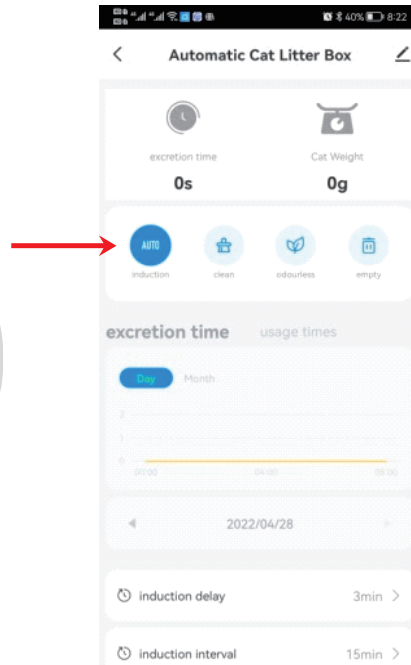 40% 8:22
Automatic Cat Litter Box
excretion time Cat Weight
0s 0g
AUTO
induction clean odourless empty
excretion time usage times
Day Month
2
1
0
00:00 04:00 08:00
2022/04/28
induction delay 3min
induction interval 15min